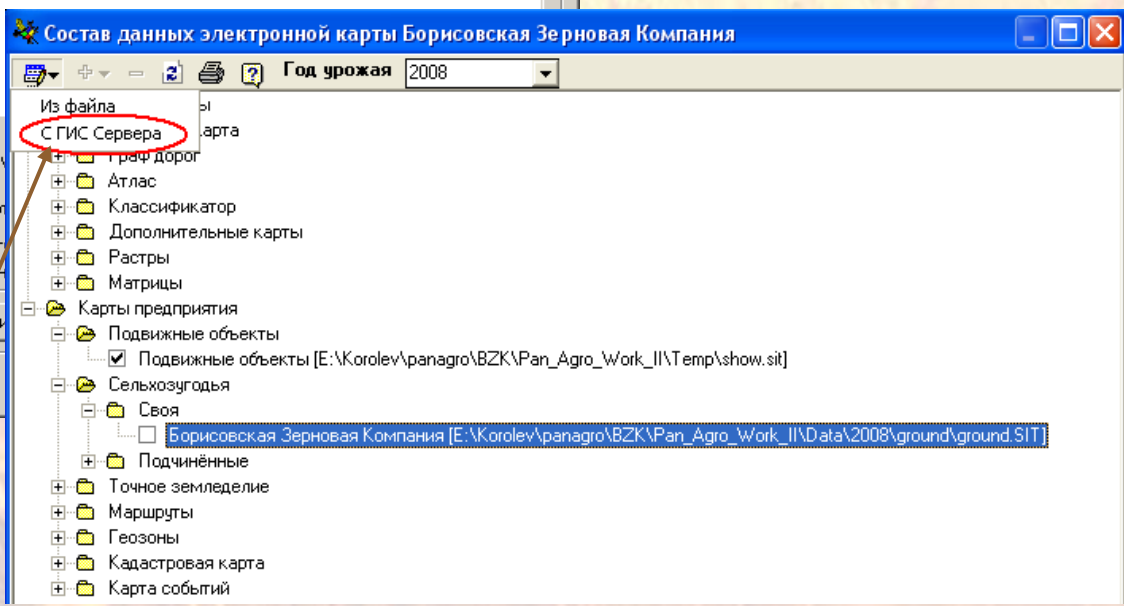 Состав данных электронной карты Борисовская Зерновая Компания
Год урожая 2008
Из файла
С ГИС Сервера
Граф дорог
Атлас
Классификатор
Дополнительные карты
Растры
Матрицы
Карты предприятия
Подвижные объекты
Подвижные объекты [E:\Korolev\panagro\BZK\Pan_Agro_Work_II\Temp\show.sit]
Сельхозугодья
Своя
Борисовская Зерновая Компания [E:\Korolev\panagro\BZK\Pan_Agro_Work_II\Data\2008\ground\ground.SIT]
Подчинённые
Точное земледелие
Маршруты
Геозоны
Кадастровая карта
Карта событий